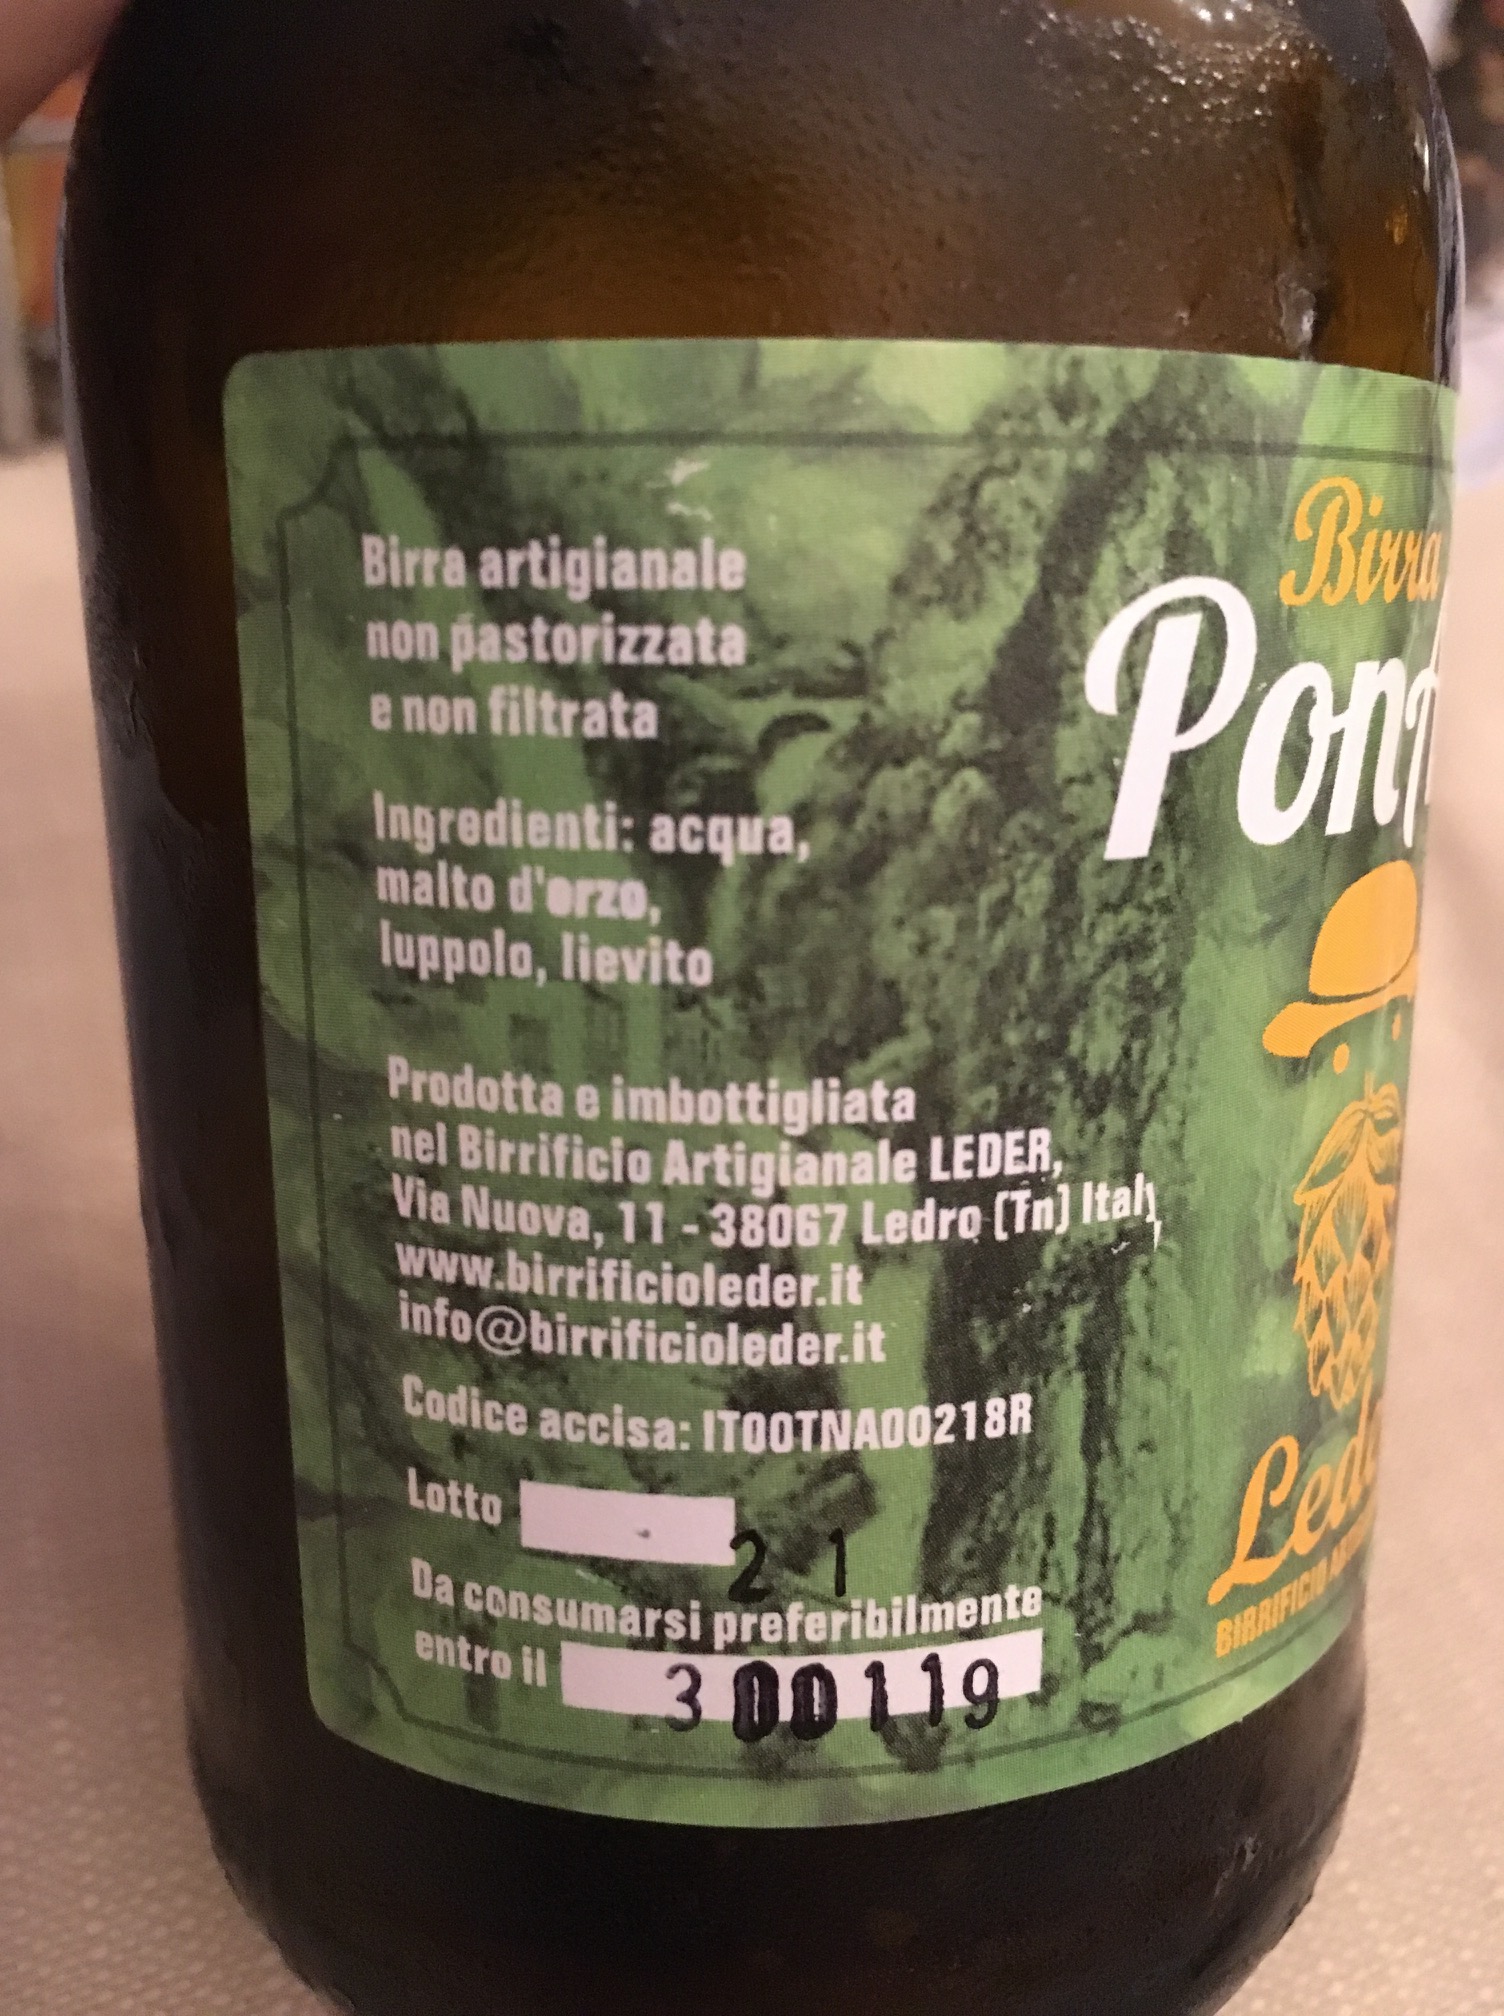 Birra artigianale
non pastorizzata
e non filtrata
Ingredienti: acqua,
malto d'orzo,
luppolo, lievito
Prodotta e imbottigliata
nel Birrificio Artigianale LEDER,
Via Nuova, 11 - 38067 Ledro (Tn) Italy
www.birrificioleder.it
info@birrificioleder.it
Codice accisa: IT00TNA00218R
Lotto 21
Da consumarsi preferibilmente
entro il 300119
Birra
BIRRIFICIO